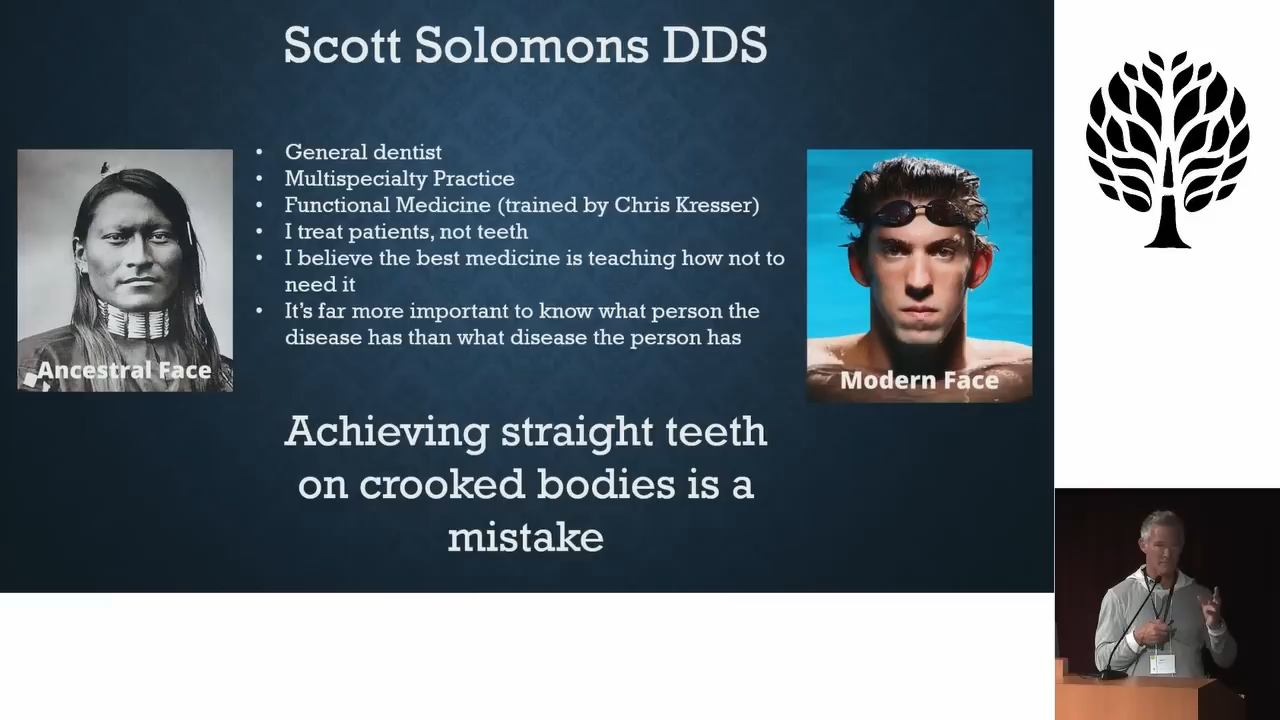 Scott Solomons DDS
• General dentist
• Multispecialty Practice
• Functional Medicine (trained by Chris Kresser)
• I treat patients, not teeth
• I believe the best medicine is teaching how not to
need it
• It's far more important to know what person the
disease has than what disease the person has
Ancestral Face
Modern Face
Achieving straight teeth
on crooked bodies is a
mistake